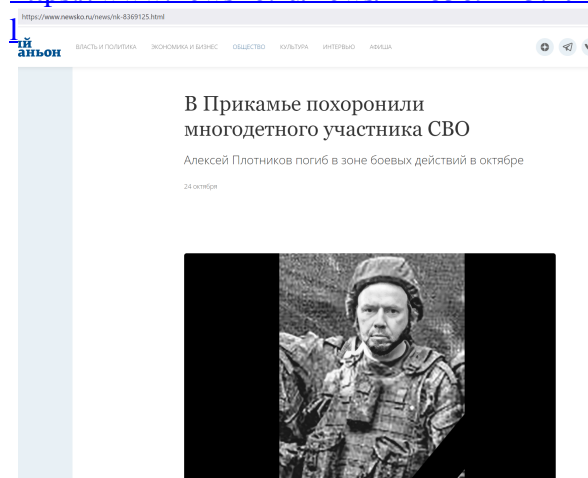 https://www.newsko.ru/news/nk-8369125.html
l
ый
аньон
ВЛАСТЬ И ПОЛИТИКА ЭКОНОМИКА И БИЗНЕС ОБЩЕСТВО КУЛЬТУРА ИНТЕРВЬЮ АФИША
В Прикамье похоронили
многодетного участника СВО
Алексей Плотников погиб в зоне боевых действий в октябре
24 октября